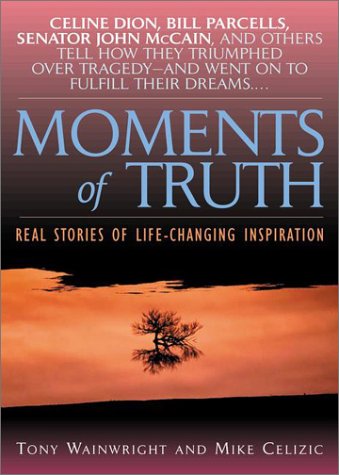 CELINE DION, BILL PARCELLS,
SENATOR JOHN McCAIN, AND OTHERS
TELL HOW THEY TRIUMPHED
OVER TRAGEDY—AND WENT ON TO
FULFILL THEIR DREAMS....
MOMENTS
of TRUTH
REAL STORIES OF LIFE-CHANGING INSPIRATION
TONY WAINWRIGHT AND MIKE CELIZIC